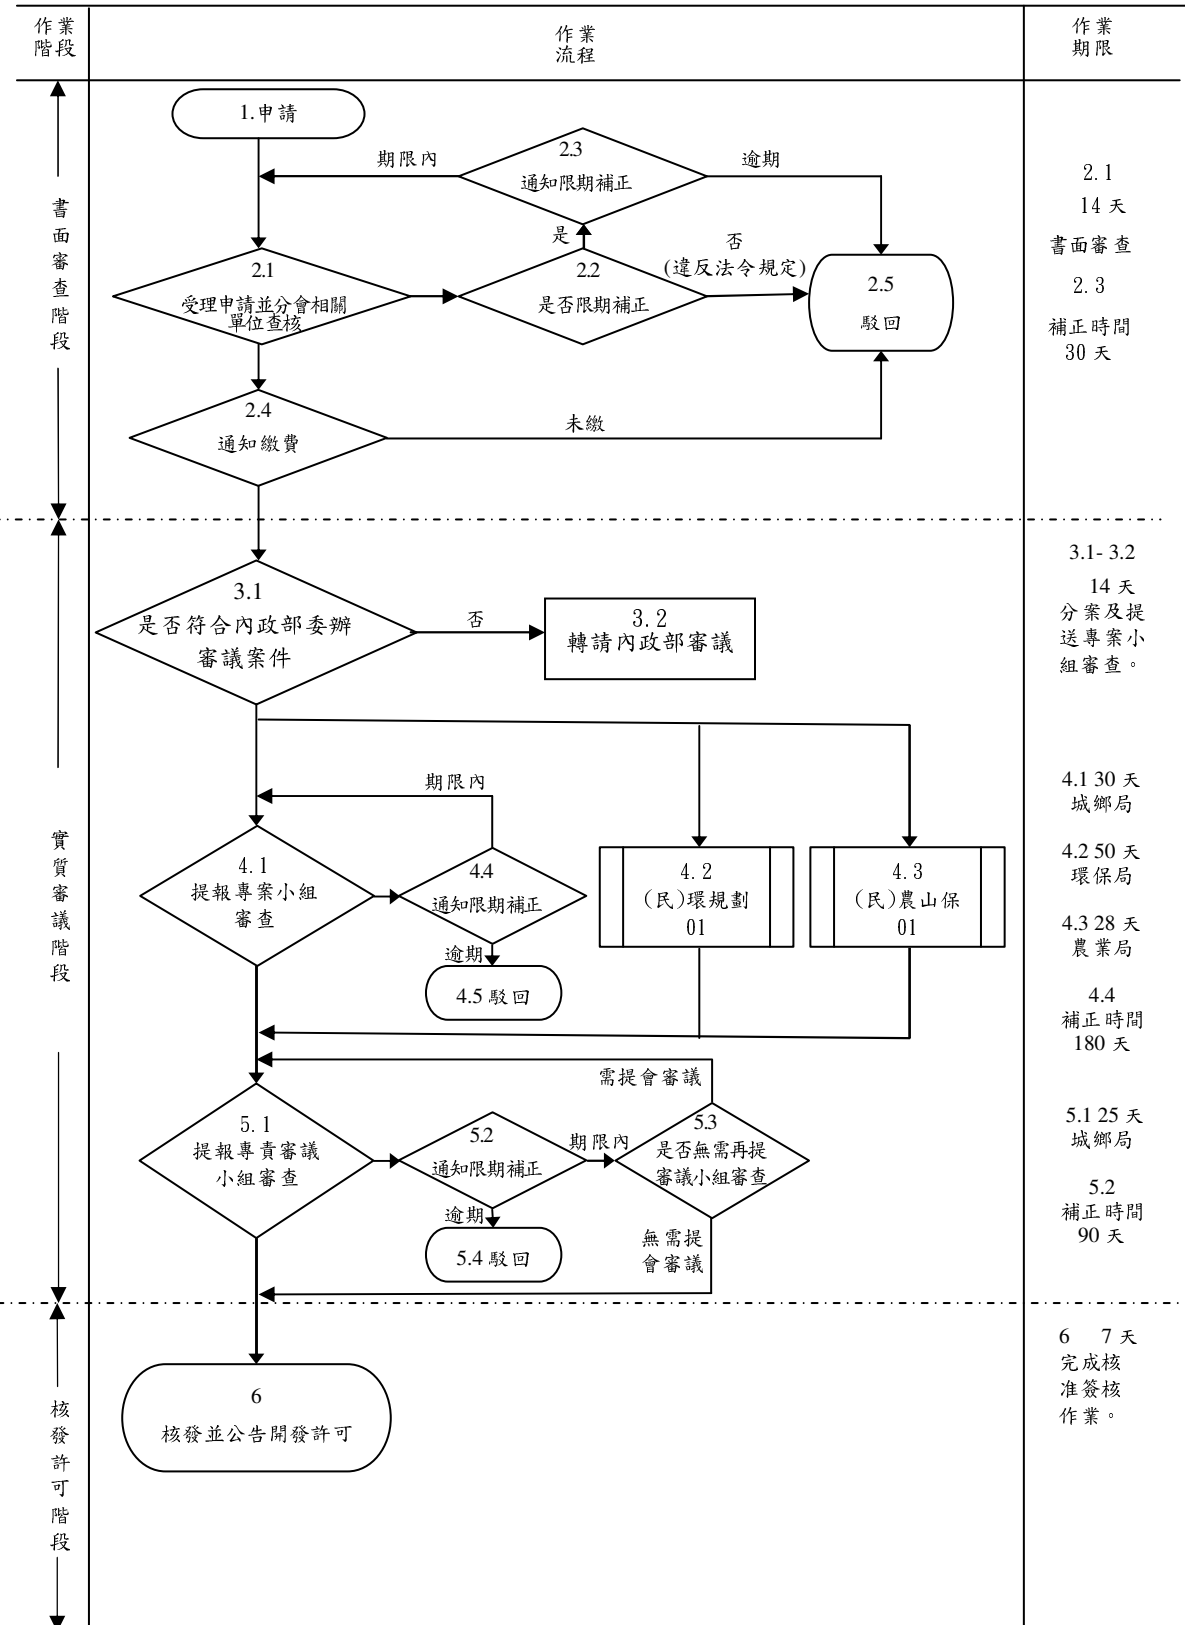 作業
階段
作業
流程
作業
期限
書
面
審
查
階
段
1.申請
2.3
通知限期補正
期限內
逾期
是
否
(違反法令規定)
2.1
受理申請並分會相關
單位查核
2.2
是否限期補正
2.5
駁回
2.4
通知繳費
未繳
2.1
14 天
書面審查
2.3
補正時間
30 天
實
質
審
議
階
段
3.1
是否符合內政部委辦
審議案件
否
3.2
轉請內政部審議
期限內
4.1
提報專案小組
審查
4.4
通知限期補正
逾期
4.5 駁回
4.2
(民)環規劃
01
4.3
(民)農山保
01
需提會審議
5.1
提報專責審議
小組審查
5.2
通知限期補正
期限內
5.3
是否無需再提
審議小組審查
逾期
5.4 駁回
無需提
會審議
3.1- 3.2
14 天
分案及提
送專案小
組審查。
4.1 30 天
城鄉局
4.2 50 天
環保局
4.3 28 天
農業局
4.4
補正時間
180 天
5.1 25 天
城鄉局
5.2
補正時間
90 天
核
發
許
可
階
段
6
核發並公告開發許可
6 7 天
完成核
准簽核
作業。